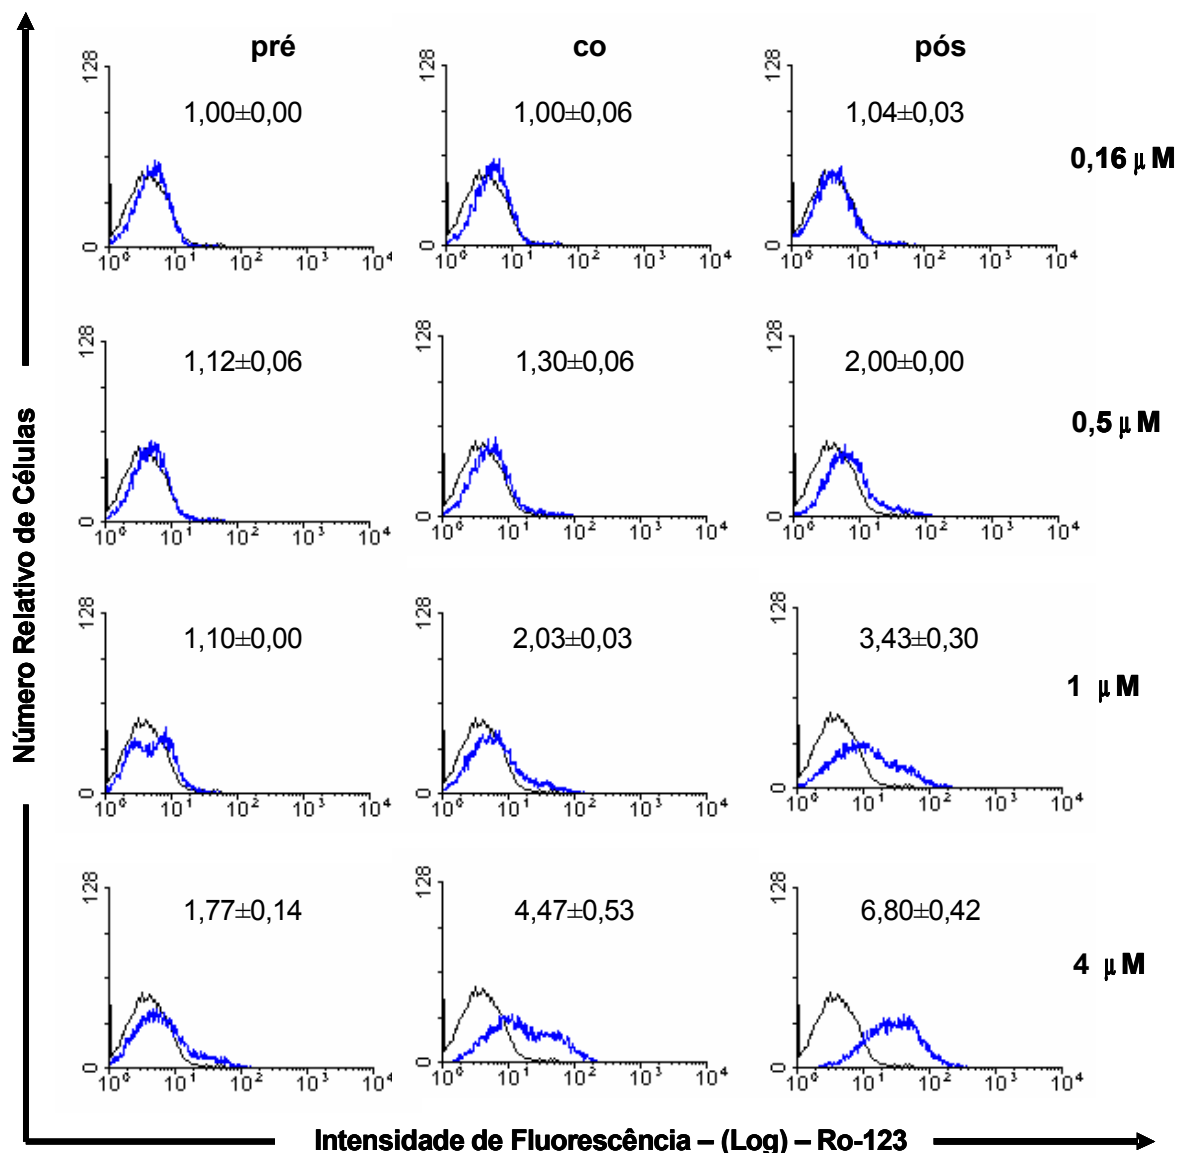 pré co pós
128 128 128
1,00±0,00 1,00±0,06 1,04±0,03
0,16 μM
0 0 0
10⁰ 10¹ 10² 10³ 10⁴ 10⁰ 10¹ 10² 10³ 10⁴ 10⁰ 10¹ 10² 10³ 10⁴
128 128 128
1,12±0,06 1,30±0,06 2,00±0,00
0,5 μM
0 0 0
10⁰ 10¹ 10² 10³ 10⁴ 10⁰ 10¹ 10² 10³ 10⁴ 10⁰ 10¹ 10² 10³ 10⁴
Número Relativo de Células
128 128 128
1,10±0,00 2,03±0,03 3,43±0,30
1 μM
0 0 0
10⁰ 10¹ 10² 10³ 10⁴ 10⁰ 10¹ 10² 10³ 10⁴ 10⁰ 10¹ 10² 10³ 10⁴
128 128 128
1,77±0,14 4,47±0,53 6,80±0,42
4 μM
0 0 0
10⁰ 10¹ 10² 10³ 10⁴ 10⁰ 10¹ 10² 10³ 10⁴ 10⁰ 10¹ 10² 10³ 10⁴
Intensidade de Fluorescência – (Log) – Ro-123